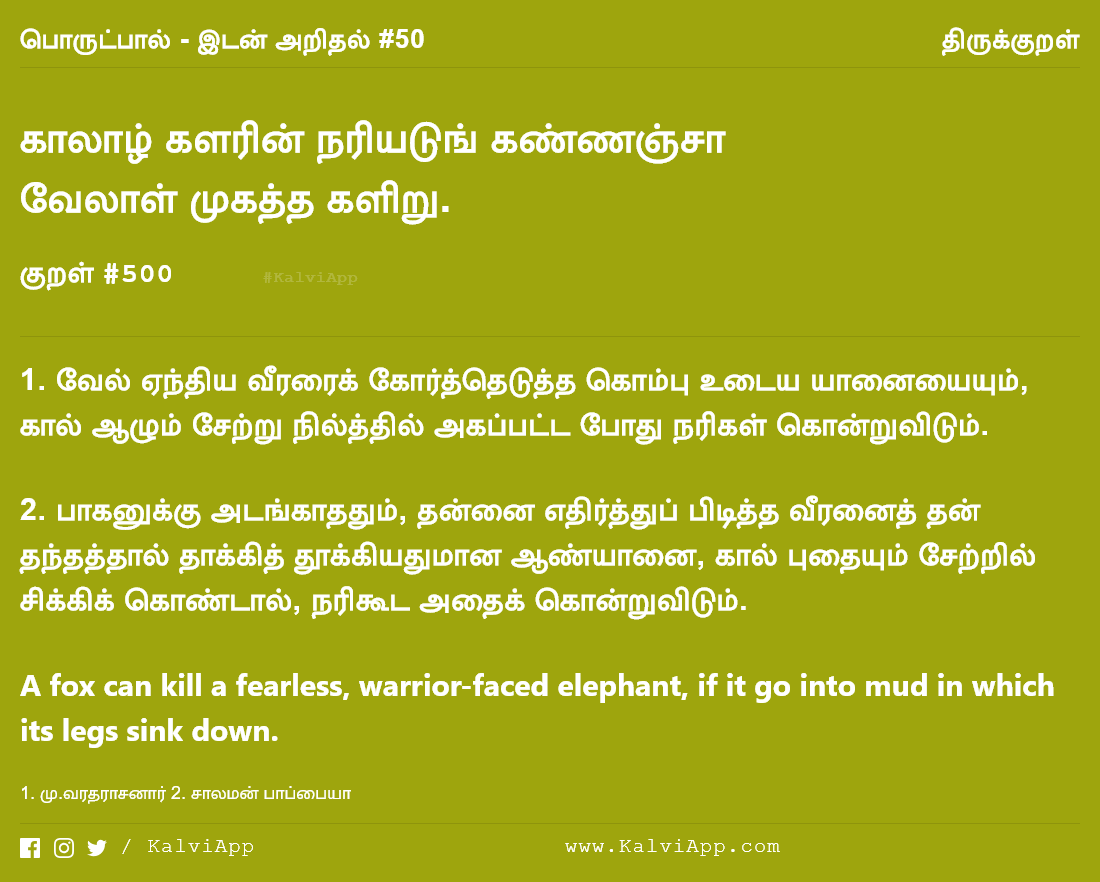 பொருட்பால் - இடன் அறிதல் #50 திருக்குறள்
காலாழ் களரின் நரியடுங் கண்ணஞ்சா
வேலாள் முகத்த களிறு.
குறள் #500 #KalviApp
1. வேல் ஏந்திய வீரரைக் கோர்த்தெடுத்த கொம்பு உடைய யானையையும்,
கால் ஆழும் சேற்று நில்த்தில் அகப்பட்ட போது நரிகள் கொன்றுவிடும்.
2. பாகனுக்கு அடங்காததும், தன்னை எதிர்த்துப் பிடித்த வீரனைத் தன்
தந்தத்தால் தாக்கித் தூக்கியதுமான ஆண்யானை, கால் புதையும் சேற்றில்
சிக்கிக் கொண்டால், நரிகூட அதைக் கொன்றுவிடும்.
A fox can kill a fearless, warrior-faced elephant, if it go into mud in which
its legs sink down.
1. மு.வரதராசனார் 2. சாலமன் பாப்பையா
/ KalviApp www.KalviApp.com